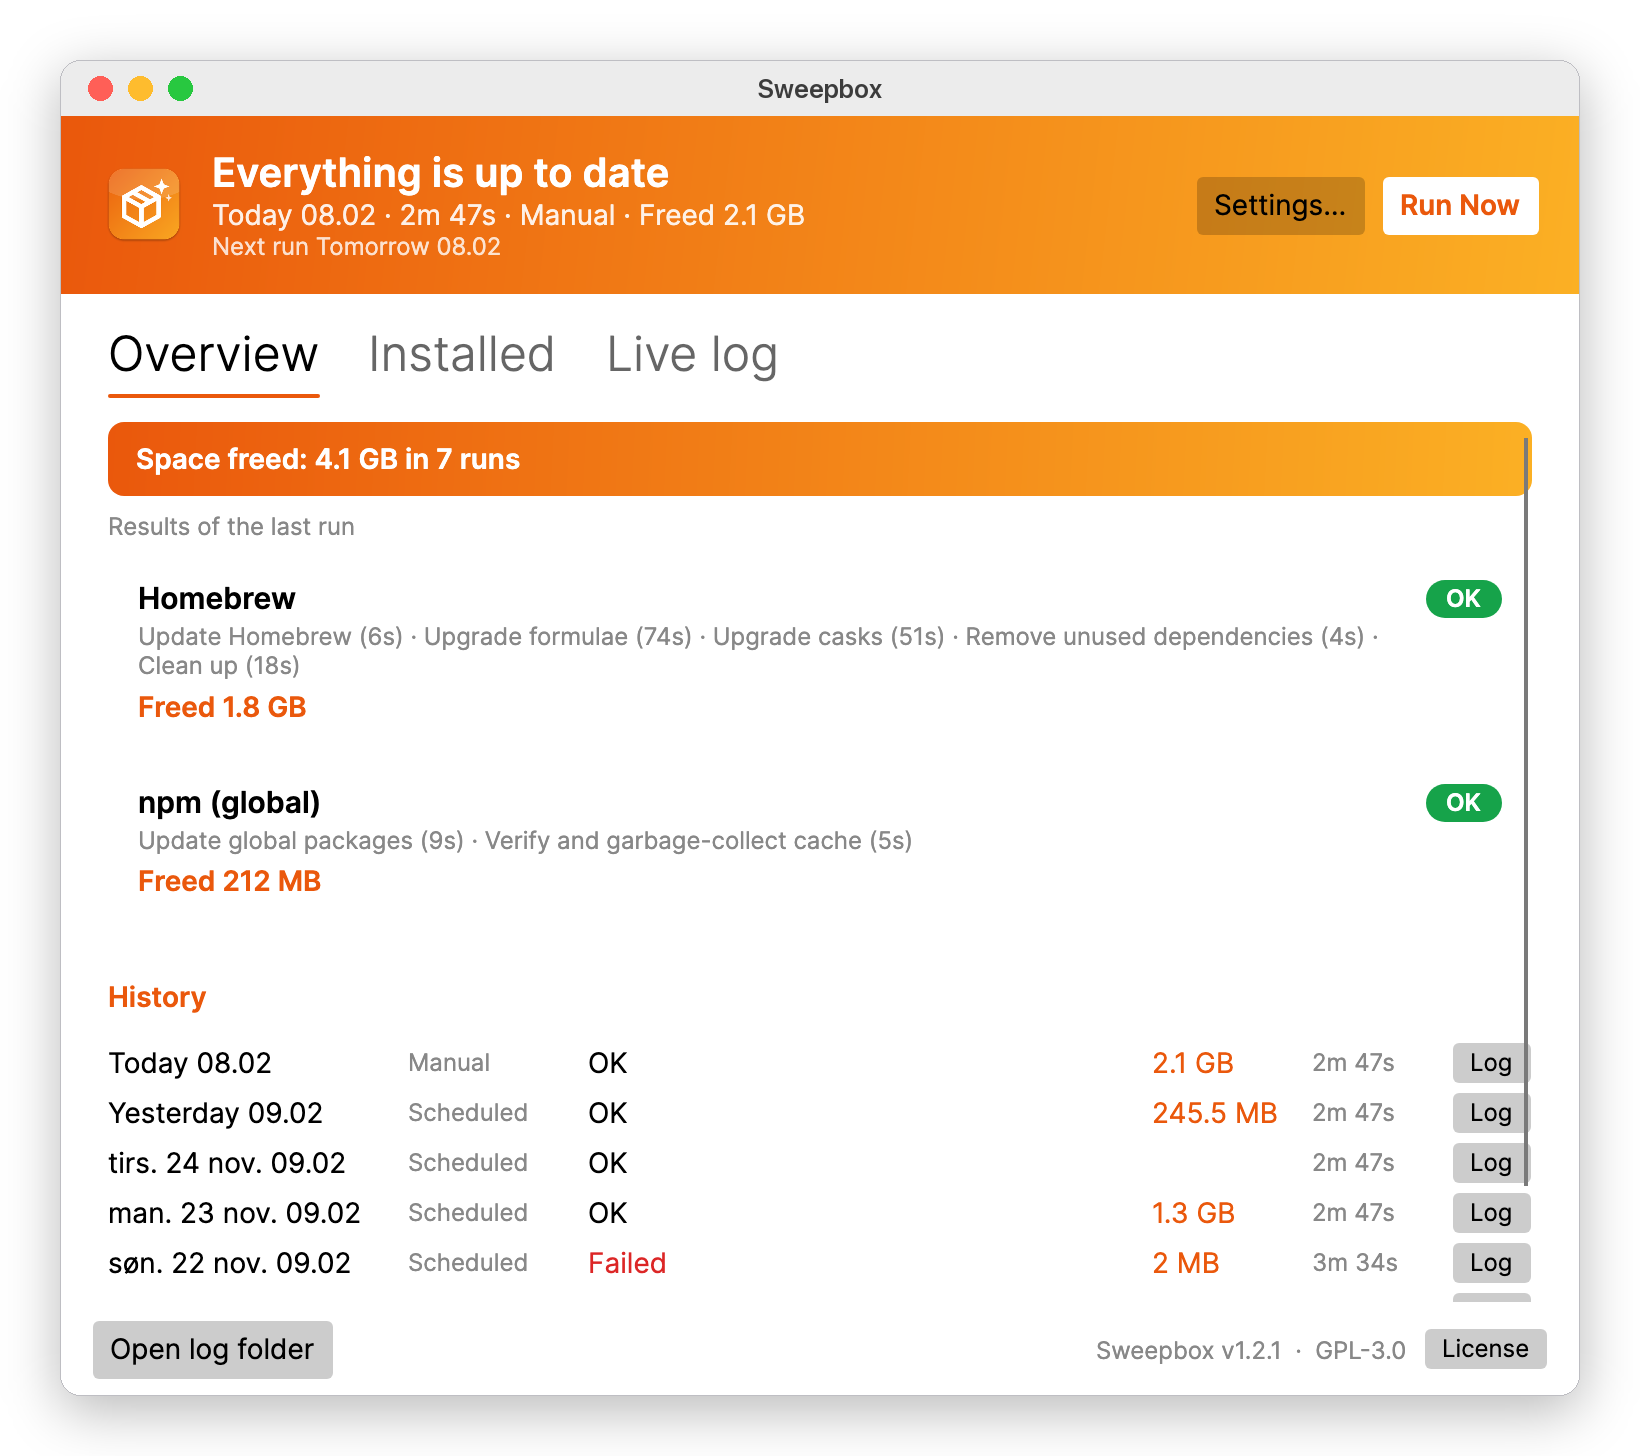 Sweepbox
Everything is up to date
Today 08.02 · 2m 47s · Manual · Freed 2.1 GB
Next run Tomorrow 08.02
Settings...
Run Now
Overview
Installed
Live log
Space freed: 4.1 GB in 7 runs
Results of the last run
Homebrew
OK
Update Homebrew (6s) · Upgrade formulae (74s) · Upgrade casks (51s) · Remove unused dependencies (4s) ·
Clean up (18s)
Freed 1.8 GB
npm (global)
OK
Update global packages (9s) · Verify and garbage-collect cache (5s)
Freed 212 MB
History
Today 08.02 Manual OK 2.1 GB 2m 47s Log
Yesterday 09.02 Scheduled OK 245.5 MB 2m 47s Log
tirs. 24 nov. 09.02 Scheduled OK 2m 47s Log
man. 23 nov. 09.02 Scheduled OK 1.3 GB 2m 47s Log
søn. 22 nov. 09.02 Scheduled Failed 2 MB 3m 34s Log
Open log folder
Sweepbox v1.2.1 · GPL-3.0
License